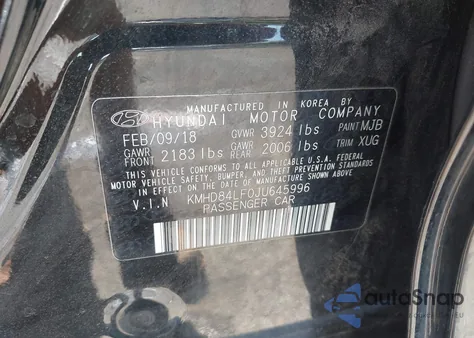 MANUFACTURED IN KOREA BY
HYUNDAI MOTOR COMPANY
FEB/09/18 GVWR 3924 lbs PAINT MJB
GAWR FRONT 2183 lbs GAWR REAR 2006 lbs TRIM XUG
THIS VEHICLE CONFORMS TO ALL APPLICABLE U.S.A. FEDERAL
MOTOR VEHICLE SAFETY, BUMPER, AND THEFT PREVENTION STANDARDS
IN EFFECT ON THE DATE OF MANUFACTURE SHOWN ABOVE.
V.I.N KMHD84LF0JU645996
PASSENGER CAR
autoSnap